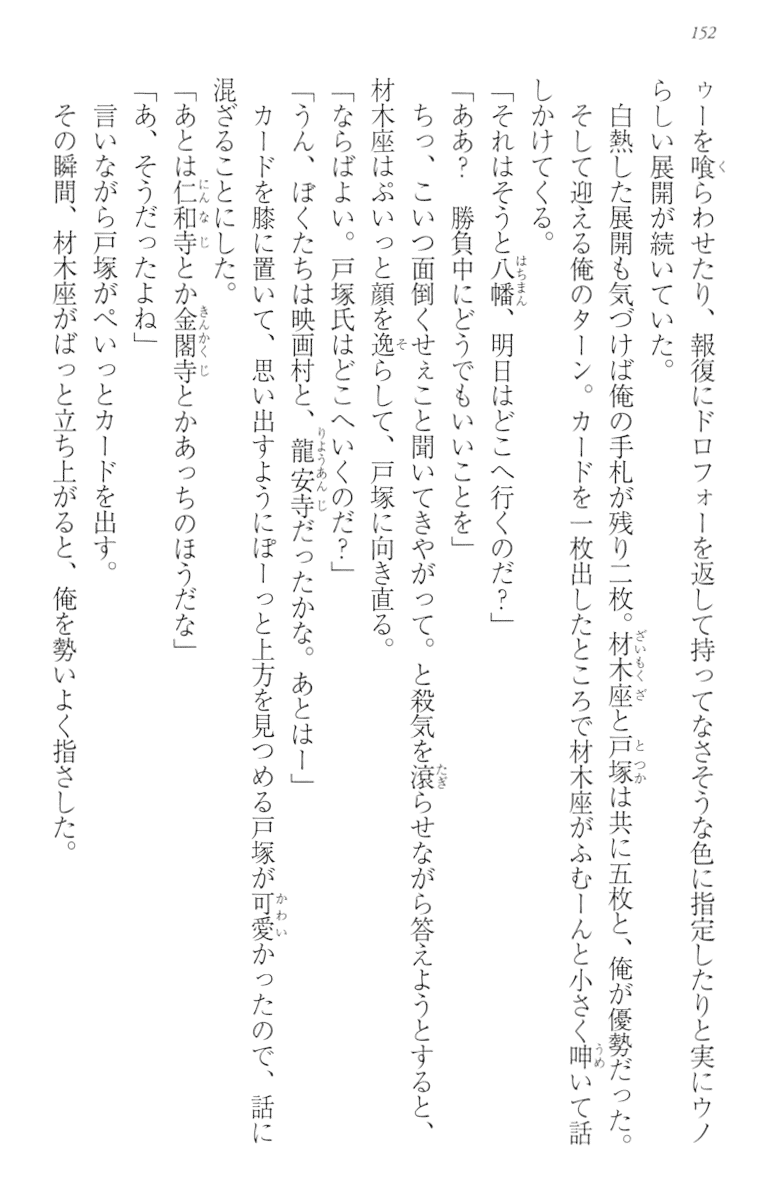 152
ゥーを喰らわせたり、報復にドロフォーを返して持ってなさそうな色に指定したりと実にウノ
らしい展開が続いていた。
白熱した展開も気づけば俺の手札が残り二枚。材木座と戸塚は共に五枚と、俺が優勢だった。
そして迎える俺のターン。カードを一枚出したところで材木座がふむーんと小さく呻いて話
しかけてくる。
「それはそうと八幡、明日はどこへ行くのだ?」
「ああ? 勝負中にどうでもいいことを」
ちっ、こいつ面倒くせぇこと聞いてきやがって。と殺気を滾らせながら答えようとすると、
材木座はぷいっと顔を逸らして、戸塚に向き直る。
「ならばよい。戸塚氏はどこへいくのだ?」
「うん、ぼくたちは映画村と、龍安寺だったかな。あとはー」
カードを膝に置いて、思い出すようにぽーっと上方を見つめる戸塚が可愛かったので、話に
混ざることにした。
「あとは仁和寺とか金閣寺とかあっちのほうだな」
「あ、そうだったよね」
言いながら戸塚がぺいっとカードを出す。
その瞬間、材木座がばっと立ち上がると、俺を勢いよく指さした。